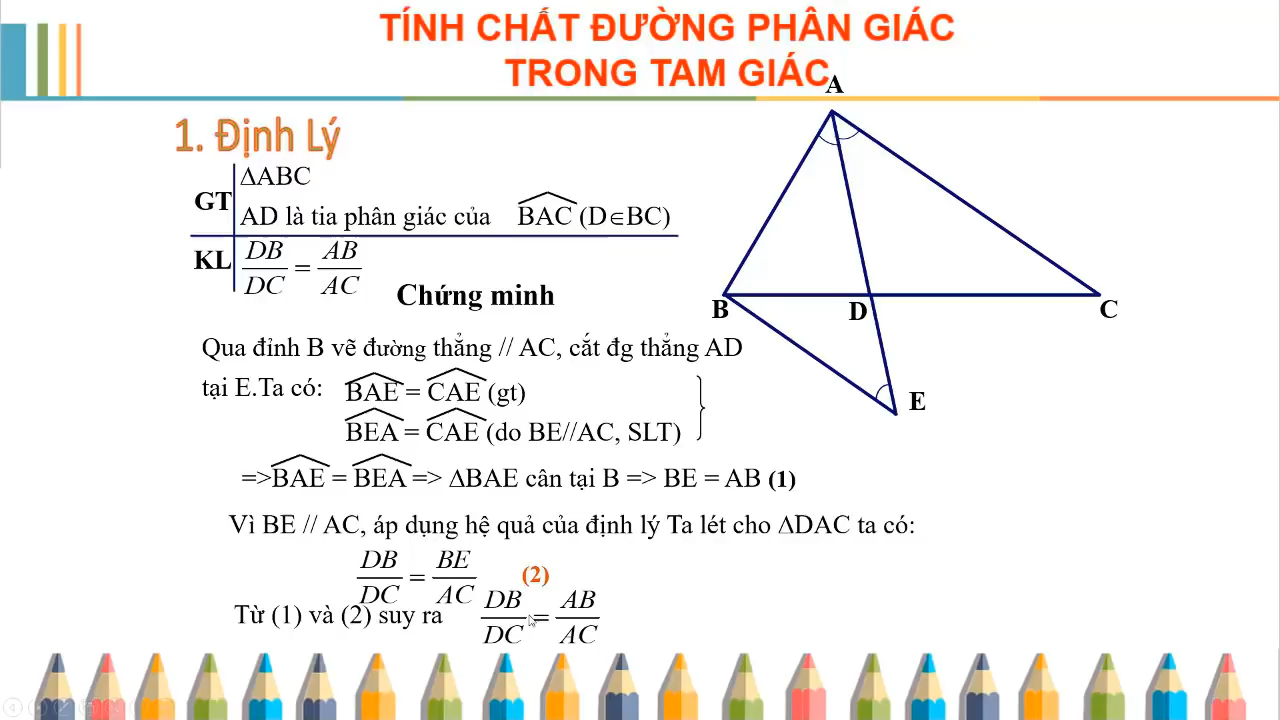 TÍNH CHẤT ĐƯỜNG PHÂN GIÁC
TRONG TAM GIÁC
1. Định Lý
GT
ΔABC
AD là tia phân giác của BAC (D∈BC)
KL
DB/DC = AB/AC
Chứng minh
Qua đỉnh B vẽ đường thẳng // AC, cắt đg thẳng AD
tại E.Ta có: BAE = CAE (gt)
BEA = CAE (do BE//AC, SLT)
=>BAE = BEA => ΔBAE cân tại B => BE = AB (1)
Vì BE // AC, áp dụng hệ quả của định lý Ta lét cho ΔDAC ta có:
DB/DC = BE/AC (2)
Từ (1) và (2) suy ra DB/DC = AB/AC
A
B
D
C
E